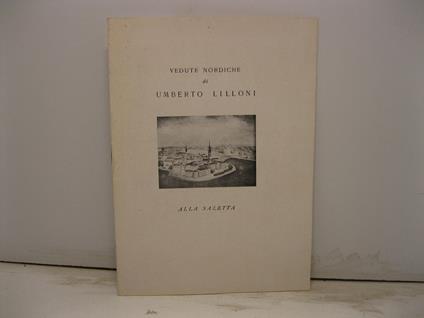 VEDUTE NORDICHE
di
UMBERTO LILLONI
ALLA SALETTA